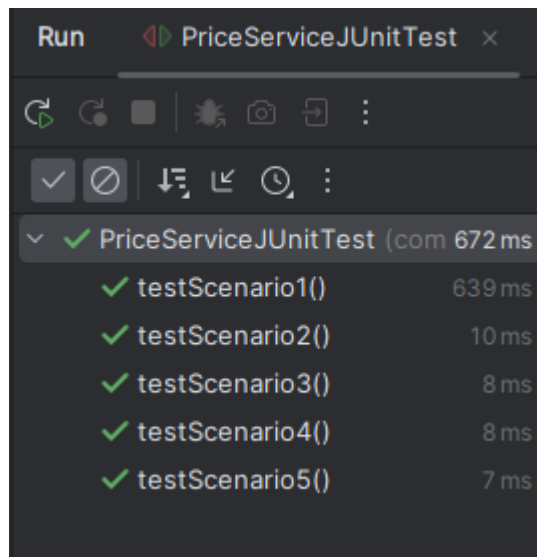 Run PriceServiceJUnitTest
PriceServiceJUnitTest (com 672 ms
testScenario1() 639 ms
testScenario2() 10 ms
testScenario3() 8 ms
testScenario4() 8 ms
testScenario5() 7 ms